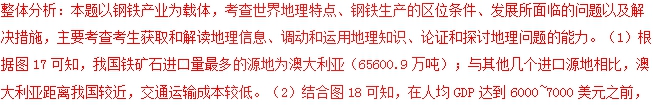 整体分析：本题以钢铁产业为载体，考查世界地理特点、钢铁生产的区位条件、发展所面临的问题以及解
决措施，主要考查考生获取和解读地理信息、调动和运用地理知识、论证和探讨地理问题的能力。（1）根
据图 17 可知，我国铁矿石进口量最多的源地为澳大利亚（65600.9 万吨）；与其他几个进口源地相比，澳
大利亚距离我国较近，交通运输成本较低。（2）结合图 18 可知，在人均 GDP 达到 6000~7000 美元之前，